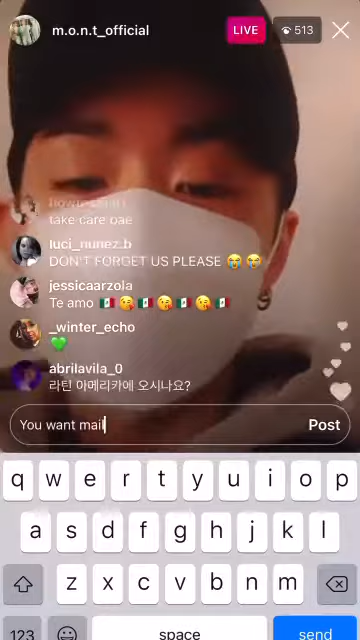 m.o.n.t_official
LIVE
513
take care bae
luci_nunez.b
DON'T FORGET US PLEASE 😭😭
jessicaarzola
Te amo 🇲🇽😘🇲🇽😘🇲🇽😘🇲🇽
_winter_echo
💚
abrilavila_0
라틴 아메리카에 오시나요?
You want mail
Post
q w e r t y u i o p
a s d f g h j k l
z x c v b n m
123
space
send